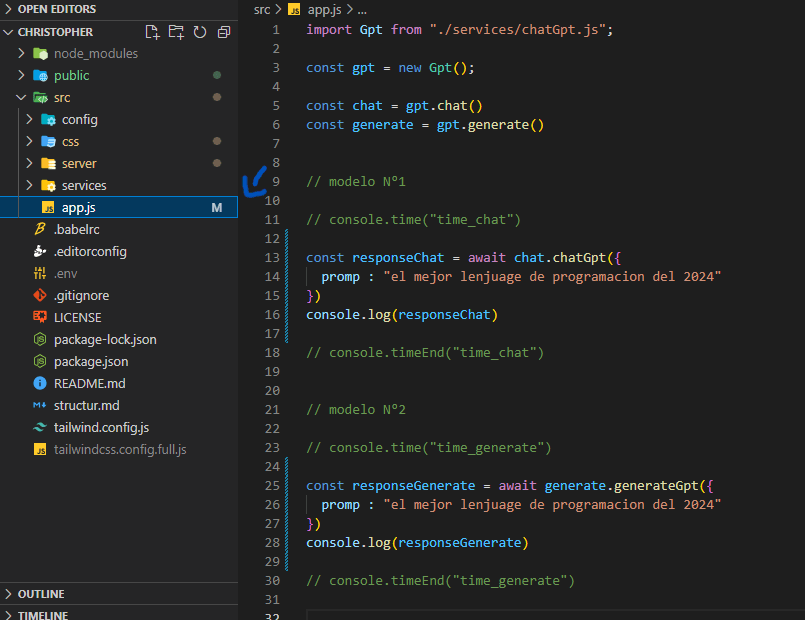 OPEN EDITORS
CHRISTOPHER
node_modules
public
src
config
css
server
services
app.js M
.babelrc
.editorconfig
.env
.gitignore
LICENSE
package-lock.json
package.json
README.md
structur.md
tailwind.config.js
tailwindcss.config.full.js
OUTLINE
TIMELINE
src > JS app.js > ...
1 import Gpt from "./services/chatGpt.js";
2
3 const gpt = new Gpt();
4
5 const chat = gpt.chat()
6 const generate = gpt.generate()
7
8
9 // modelo N°1
10
11 // console.time("time_chat")
12
13 const responseChat = await chat.chatGpt({
14 promp : "el mejor lenjuage de programacion del 2024"
15 })
16 console.log(responseChat)
17
18 // console.timeEnd("time_chat")
19
20
21 // modelo N°2
22
23 // console.time("time_generate")
24
25 const responseGenerate = await generate.generateGpt({
26 promp : "el mejor lenjuage de programacion del 2024"
27 })
28 console.log(responseGenerate)
29
30 // console.timeEnd("time_generate")
31
32